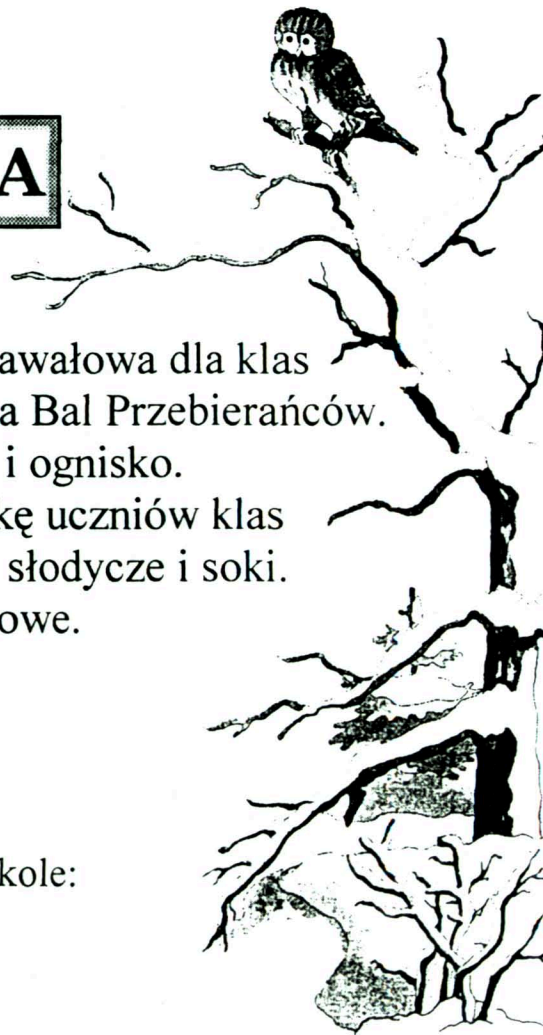 A
awałowa dla klas
a Bal Przebierańców.
i ognisko.
kę uczniów klas
słodycze i soki.
owe.
kole: